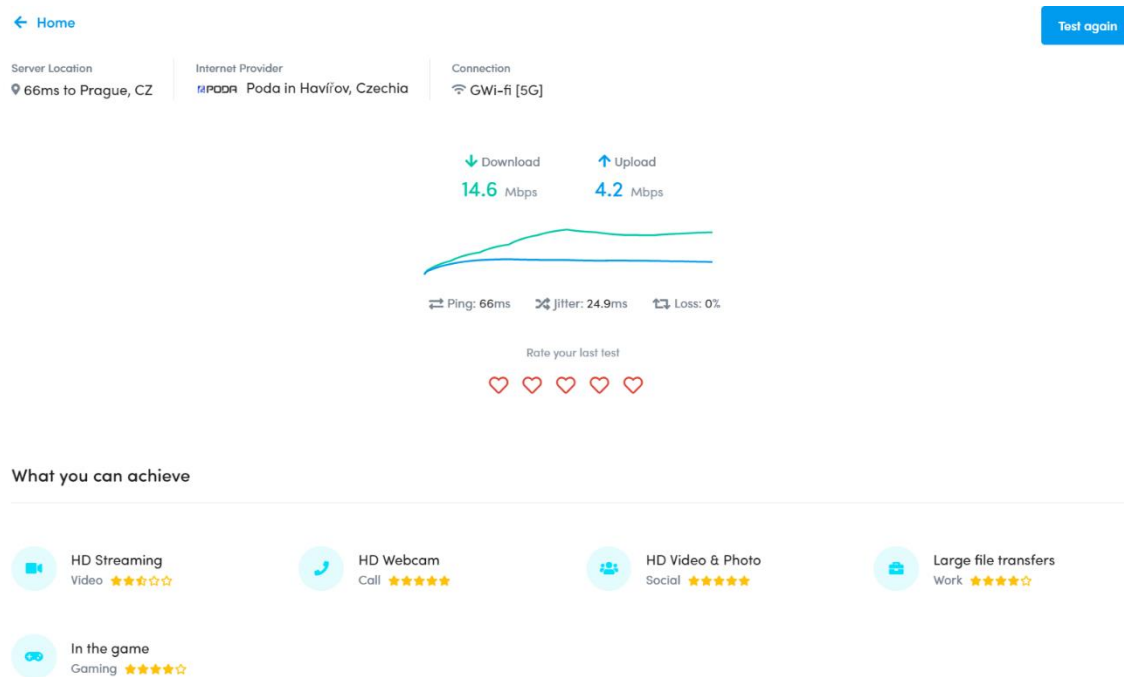 Home
Test again
Server Location
66ms to Prague, CZ
Internet Provider
PODA Poda in Havířov, Czechia
Connection
GWi-fi [5G]
Download
14.6 Mbps
Upload
4.2 Mbps
Ping: 66ms
Jitter: 24.9ms
Loss: 0%
Rate your last test
What you can achieve
HD Streaming
Video
HD Webcam
Call
HD Video & Photo
Social
Large file transfers
Work
In the game
Gaming